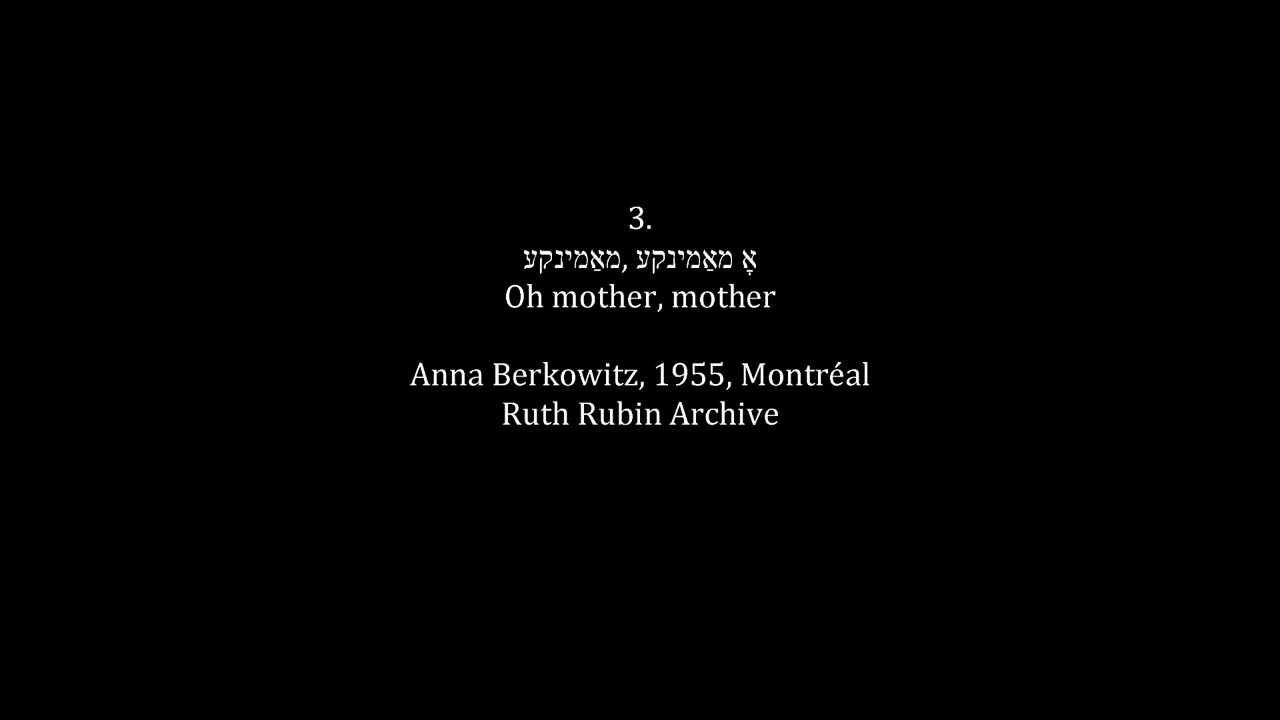 3.
אָ מאַמינקע, מאַמינקע
Oh mother, mother
Anna Berkowitz, 1955, Montréal
Ruth Rubin Archive